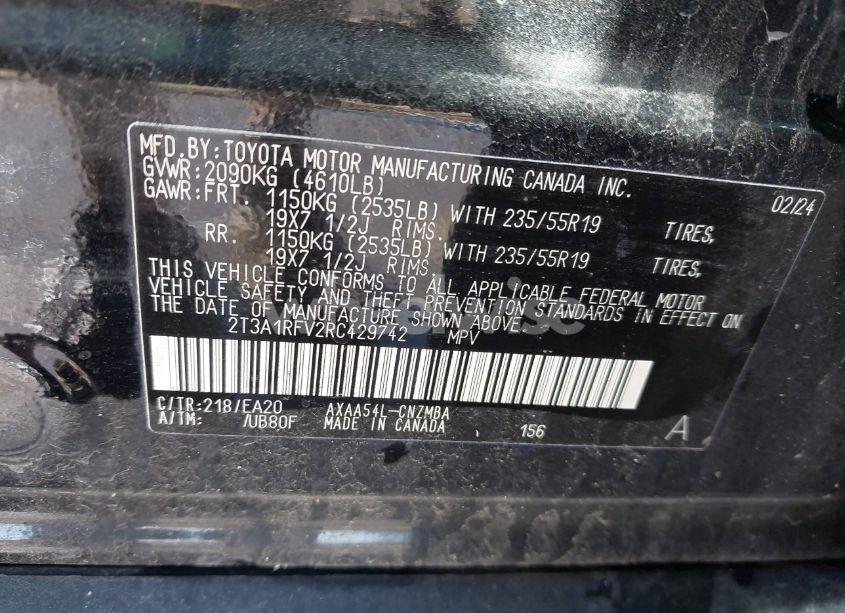 MFD.BY:TOYOTA MOTOR MANUFACTURING CANADA INC.
GVWR:2090KG (4610LB) 02/24
GAWR:FRT. 1150KG (2535LB) WITH 235/55R19 TIRES,
19X7 1/2J RIMS.
RR. 1150KG (2535LB) WITH 235/55R19 TIRES,
19X7 1/2J RIMS.
THIS VEHICLE CONFORMS TO ALL APPLICABLE FEDERAL MOTOR
VEHICLE SAFETY AND THEFT PREVENTION STANDARDS IN EFFECT ON
THE DATE OF MANUFACTURE SHOWN ABOVE.
2T3A1RFV2RC429742 MPV
C/TR:218/EA20 AXAA54L-CNZMBA
A/TM: /UB80F MADE IN CANADA 156 A